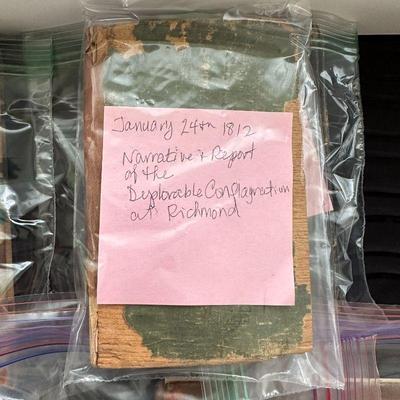 January 24th 1812
Narrative & Report
of the
Deplorable Conflagration
at Richmond